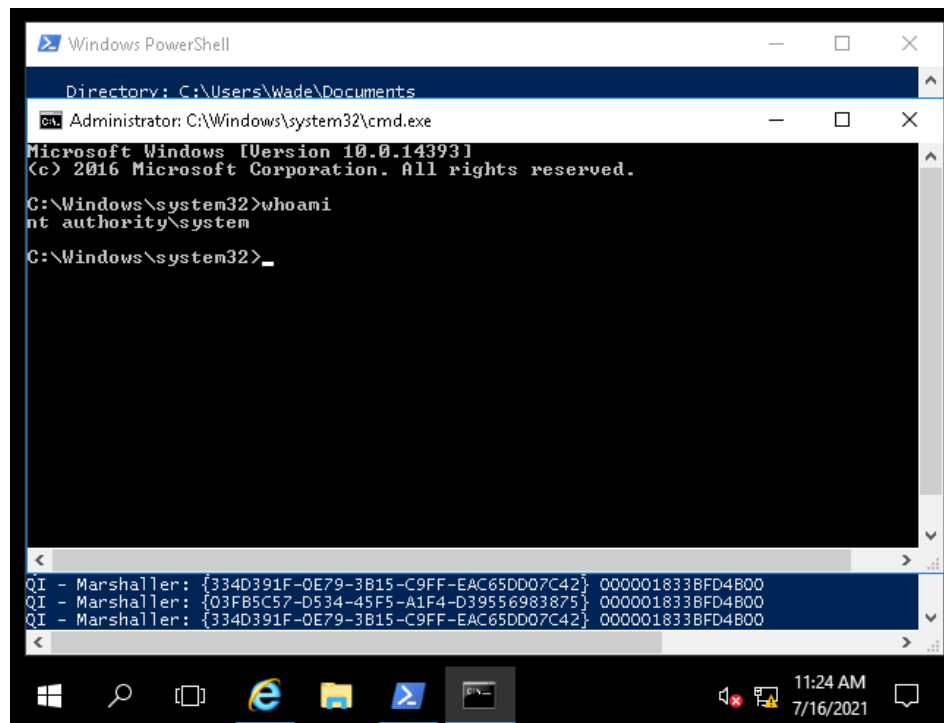 Windows PowerShell
Directory: C:\Users\Wade\Documents
Administrator: C:\Windows\system32\cmd.exe
Microsoft Windows [Version 10.0.14393]
(c) 2016 Microsoft Corporation. All rights reserved.
C:\Windows\system32>whoami
nt authority\system
C:\Windows\system32>_
QI - Marshaller: {334D391F-0E79-3B15-C9FF-EAC65DD07C42} 000001833BFD4B00
QI - Marshaller: {03FB5C57-D534-45F5-A1F4-D39556983875} 000001833BFD4B00
QI - Marshaller: {334D391F-0E79-3B15-C9FF-EAC65DD07C42} 000001833BFD4B00
11:24 AM
7/16/2021